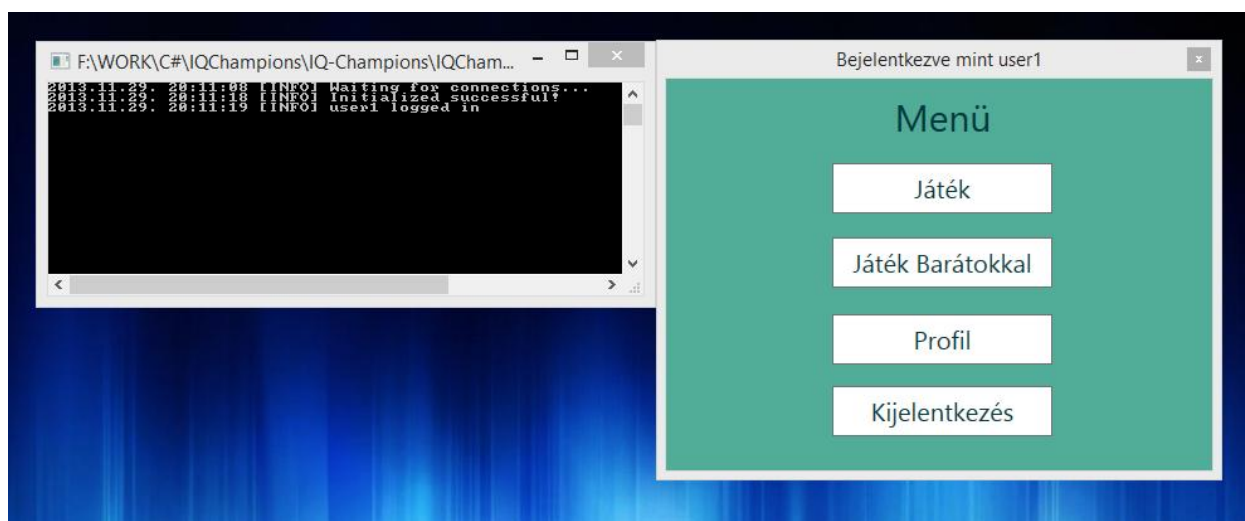 F:\WORK\C#\IQChampions\IQ-Champions\IQCham...
2013.11.29. 20:11:08 [INFO] Waiting for connections...
2013.11.29. 20:11:18 [INFO] Initialized successful!
2013.11.29. 20:11:19 [INFO] user1 logged in
Bejelentkezve mint user1
Menü
Játék
Játék Barátokkal
Profil
Kijelentkezés